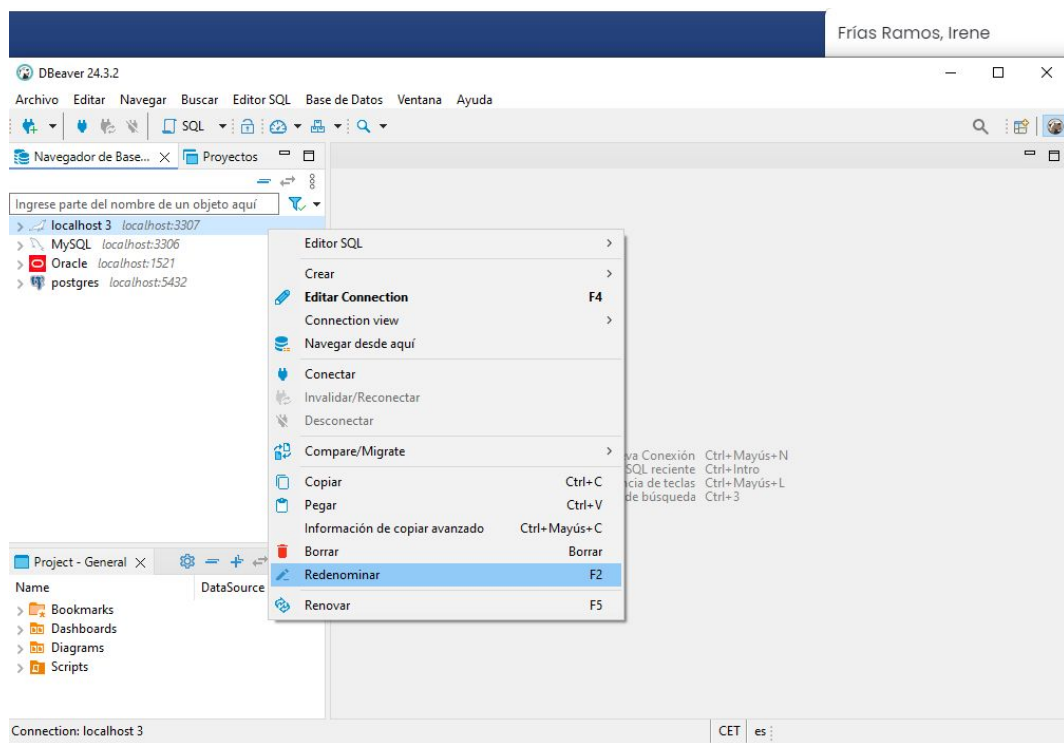 Frías Ramos, Irene
DBeaver 24.3.2
Archivo Editar Navegar Buscar Editor SQL Base de Datos Ventana Ayuda
SQL
Navegador de Base... Proyectos
Ingrese parte del nombre de un objeto aquí
localhost 3 localhost:3307
MySQL localhost:3306
Oracle localhost:1521
postgres localhost:5432
Editor SQL
Crear
Editar Connection F4
Connection view
Navegar desde aquí
Conectar
Invalidar/Reconectar
Desconectar
Compare/Migrate
Copiar Ctrl+C
Pegar Ctrl+V
Información de copiar avanzado Ctrl+Mayús+C
Borrar Borrar
Redenominar F2
Renovar F5
Conexión Ctrl+Mayús+N
SQL reciente Ctrl+Intro
de teclas Ctrl+Mayús+L
de búsqueda Ctrl+3
Project - General
Name DataSource
Bookmarks
Dashboards
Diagrams
Scripts
Connection: localhost 3 CET es